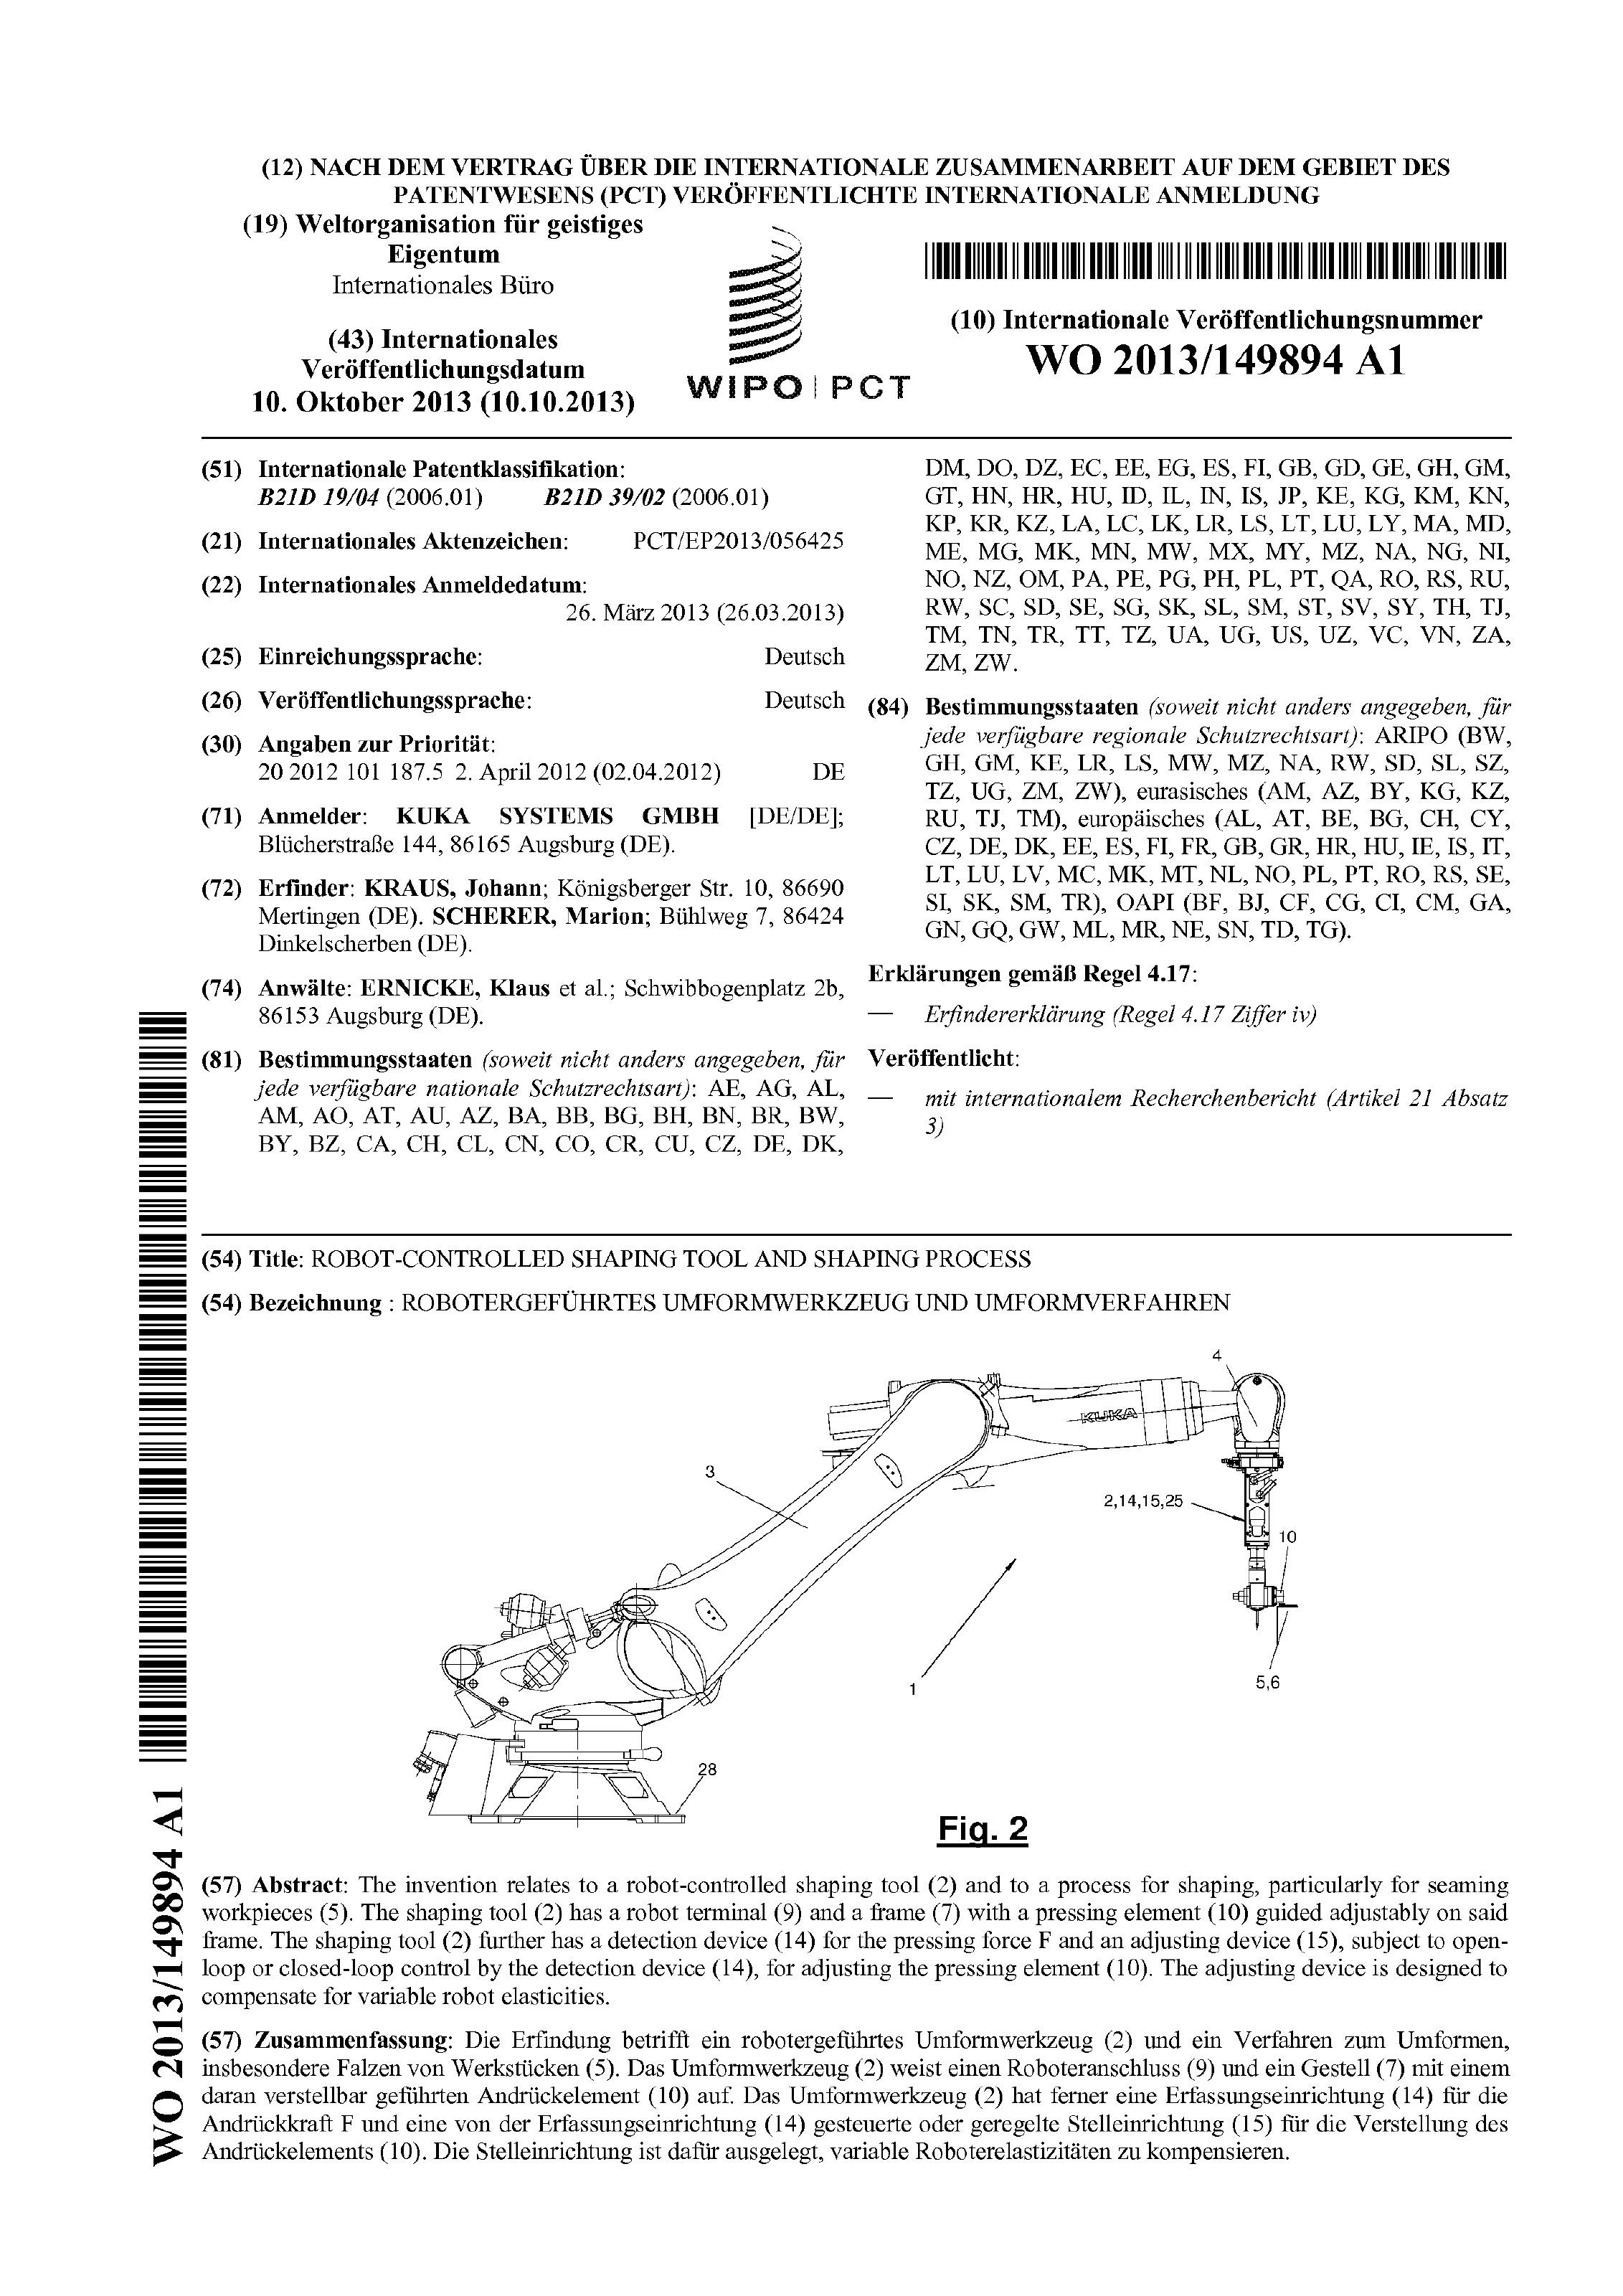 (12) NACH DEM VERTRAG ÜBER DIE INTERNATIONALE ZUSAMMENARBEIT AUF DEM GEBIET DES
PATENTWESENS (PCT) VERÖFFENTLICHTE INTERNATIONALE ANMELDUNG
(19) Weltorganisation für geistiges
Eigentum
Internationales Büro
(43) Internationales
Veröffentlichungsdatum
10. Oktober 2013 (10.10.2013)
WIPO | PCT
(10) Internationale Veröffentlichungsnummer
WO 2013/149894 A1
(51) Internationale Patentklassifikation:
B21D 19/04 (2006.01) B21D 39/02 (2006.01)
(21) Internationales Aktenzeichen: PCT/EP2013/056425
(22) Internationales Anmeldedatum:
26. März 2013 (26.03.2013)
(25) Einreichungssprache: Deutsch
(26) Veröffentlichungssprache: Deutsch
(30) Angaben zur Priorität:
20 2012 101 187.5 2. April 2012 (02.04.2012) DE
(71) Anmelder: KUKA SYSTEMS GMBH [DE/DE];
Blücherstraße 144, 86165 Augsburg (DE).
(72) Erfinder: KRAUS, Johann; Königsberger Str. 10, 86690
Mertingen (DE). SCHERER, Marion; Bühlweg 7, 86424
Dinkelscherben (DE).
(74) Anwälte: ERNICKE, Klaus et al.; Schwibbogenplatz 2b,
86153 Augsburg (DE).
(81) Bestimmungsstaaten (soweit nicht anders angegeben, für
jede verfügbare nationale Schutzrechtsart): AE, AG, AL,
AM, AO, AT, AU, AZ, BA, BB, BG, BH, BN, BR, BW,
BY, BZ, CA, CH, CL, CN, CO, CR, CU, CZ, DE, DK,
DM, DO, DZ, EC, EE, EG, ES, FI, GB, GD, GE, GH, GM,
GT, HN, HR, HU, ID, IL, IN, IS, JP, KE, KG, KM, KN,
KP, KR, KZ, LA, LC, LK, LR, LS, LT, LU, LY, MA, MD,
ME, MG, MK, MN, MW, MX, MY, MZ, NA, NG, NI,
NO, NZ, OM, PA, PE, PG, PH, PL, PT, QA, RO, RS, RU,
RW, SC, SD, SE, SG, SK, SL, SM, ST, SV, SY, TH, TJ,
TM, TN, TR, TT, TZ, UA, UG, US, UZ, VC, VN, ZA,
ZM, ZW.
(84) Bestimmungsstaaten (soweit nicht anders angegeben, für
jede verfügbare regionale Schutzrechtsart): ARIPO (BW,
GH, GM, KE, LR, LS, MW, MZ, NA, RW, SD, SL, SZ,
TZ, UG, ZM, ZW), eurasisches (AM, AZ, BY, KG, KZ,
RU, TJ, TM), europäisches (AL, AT, BE, BG, CH, CY,
CZ, DE, DK, EE, ES, FI, FR, GB, GR, HR, HU, IE, IS, IT,
LT, LU, LV, MC, MK, MT, NL, NO, PL, PT, RO, RS, SE,
SI, SK, SM, TR), OAPI (BF, BJ, CF, CG, CI, CM, GA,
GN, GQ, GW, ML, MR, NE, SN, TD, TG).
Erklärungen gemäß Regel 4.17:
— Erfindererklärung (Regel 4.17 Ziffer iv)
Veröffentlicht:
— mit internationalem Recherchenbericht (Artikel 21 Absatz
3)
(54) Title: ROBOT-CONTROLLED SHAPING TOOL AND SHAPING PROCESS
(54) Bezeichnung : ROBOTERGEFÜHRTES UMFORMWERKZEUG UND UMFORMVERFAHREN
4
KUKA
3
2,14,15,25
10
1
5,6
28
Fig. 2
(57) Abstract: The invention relates to a robot-controlled shaping tool (2) and to a process for shaping, particularly for seaming
workpieces (5). The shaping tool (2) has a robot terminal (9) and a frame (7) with a pressing element (10) guided adjustably on said
frame. The shaping tool (2) further has a detection device (14) for the pressing force F and an adjusting device (15), subject to open-
loop or closed-loop control by the detection device (14), for adjusting the pressing element (10). The adjusting device is designed to
compensate for variable robot elasticities.
(57) Zusammenfassung: Die Erfindung betrifft ein robotergeführtes Umformwerkzeug (2) und ein Verfahren zum Umformen,
insbesondere Falzen von Werkstücken (5). Das Umformwerkzeug (2) weist einen Roboteranschluss (9) und ein Gestell (7) mit einem
daran verstellbar geführten Andrückelement (10) auf. Das Umformwerkzeug (2) hat ferner eine Erfassungseinrichtung (14) für die
Andrückkraft F und eine von der Erfassungseinrichtung (14) gesteuerte oder geregelte Stelleinrichtung (15) für die Verstellung des
Andrückelements (10). Die Stelleinrichtung ist dafür ausgelegt, variable Roboterelastizitäten zu kompensieren.
WO 2013/149894 A1